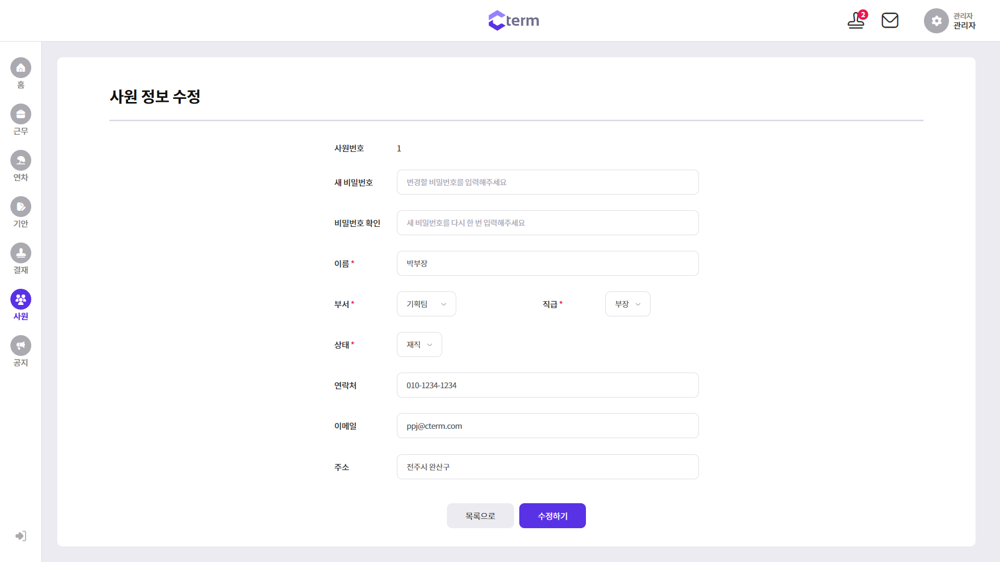 term
2
관리자
관리자
홈
근무
연차
기안
결재
사원
공지
사원 정보 수정
사원번호 1
새 비밀번호 변경할 비밀번호를 입력해주세요
비밀번호 확인 새 비밀번호를 다시 한 번 입력해주세요
이름 * 박부장
부서 * 기획팀 직급 * 부장
상태 * 재직
연락처 010-1234-1234
이메일 ppj@cterm.com
주소 전주시 완산구
목록으로 수정하기